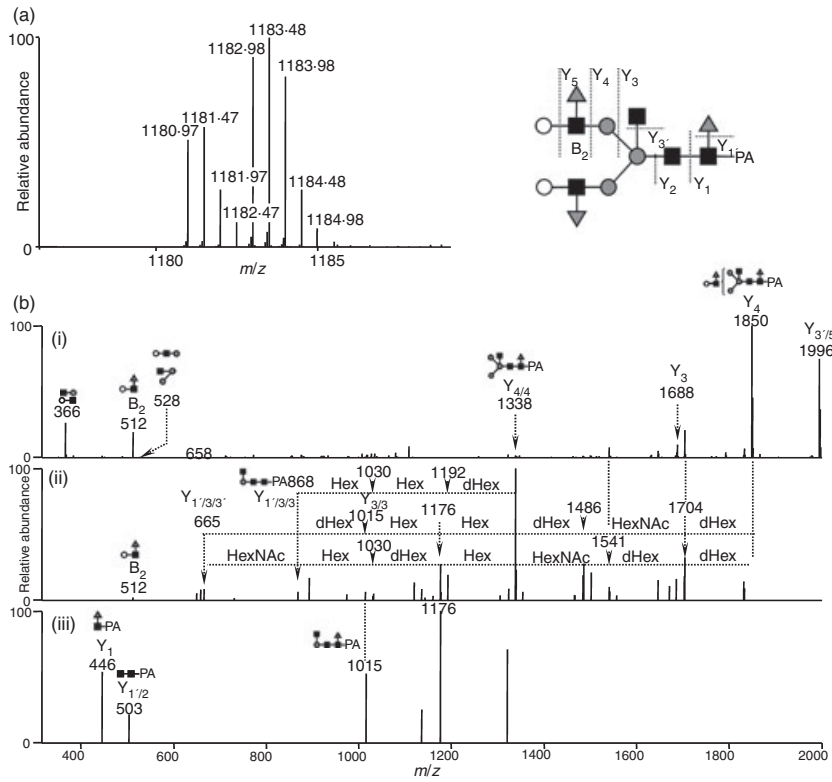 (a)
100
Relative abundance
0
1180·97
1181·47
1181·97
1182·47
1182·98
1183·48
1183·98
1184·48
1184·98
1180
1185
m/z
Y5 Y4 Y3
B2
Y3´
Y1´
PA
Y2
Y1
(b)
(i)
100
0
366
B2
512
528
658
PA
Y4/4
1338
Y3
1688
PA
Y4
1850
Y3´/5
1996
(ii)
100
Relative abundance
0
B2
512
Y1´/3/3´
665
PA868
Y1´/3/3
1030
1192
Hex
Hex
dHex
Y3/3
1015
1176
1486
1704
dHex
Hex
Hex
dHex
HexNAc
dHex
1030
1541
HexNAc
Hex
dHex
Hex
HexNAc
dHex
dHex
(iii)
100
0
PA
Y1
446
PA
Y1´/2
503
PA
1015
1176
400
600
800
1000
1200
1400
1600
1800
2000
m/z